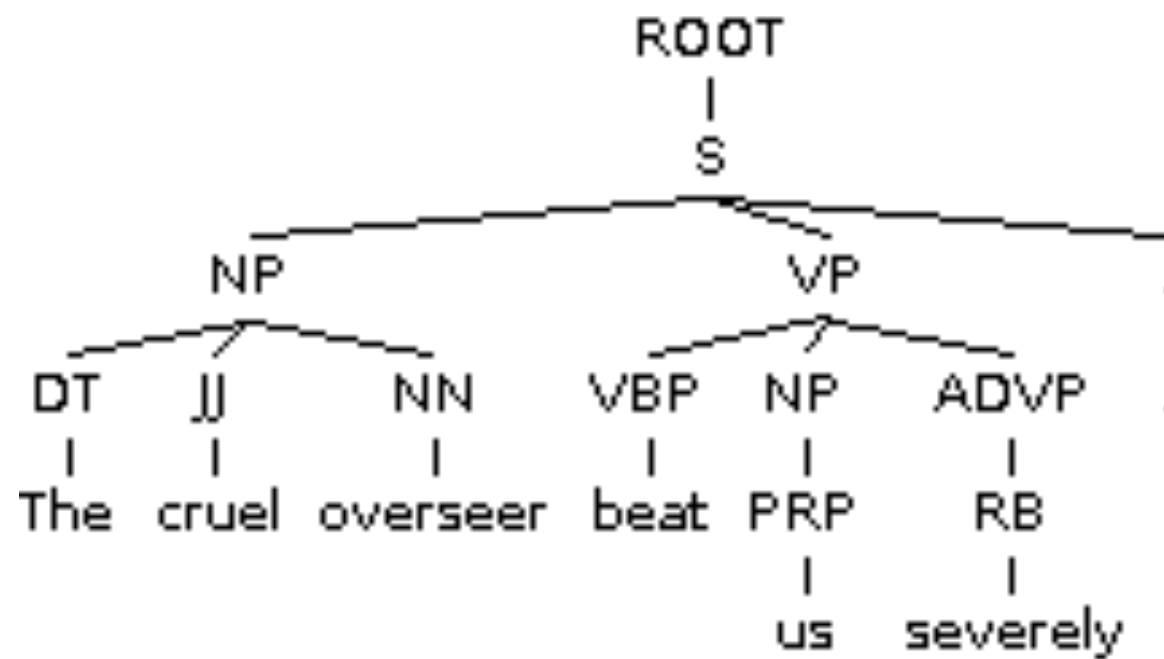 ROOT
S
NP VP
DT JJ NN VBP NP ADVP
The cruel overseer beat PRP RB
us severely